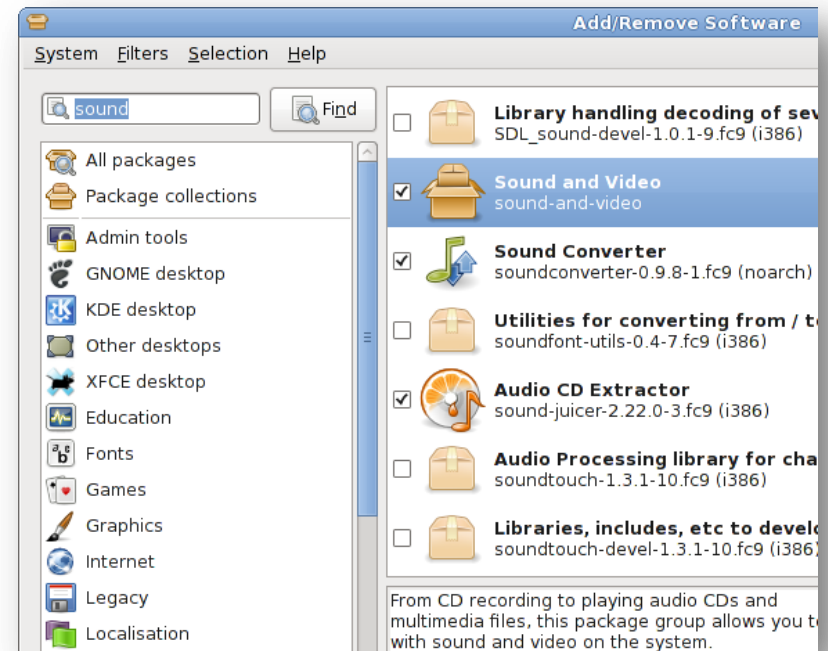 Add/Remove Software
System Filters Selection Help
sound
Find
All packages
Package collections
Admin tools
GNOME desktop
KDE desktop
Other desktops
XFCE desktop
Education
Fonts
Games
Graphics
Internet
Legacy
Localisation
Library handling decoding of sev
SDL_sound-devel-1.0.1-9.fc9 (i386)
Sound and Video
sound-and-video
Sound Converter
soundconverter-0.9.8-1.fc9 (noarch)
Utilities for converting from / t
soundfont-utils-0.4-7.fc9 (i386)
Audio CD Extractor
sound-juicer-2.22.0-3.fc9 (i386)
Audio Processing library for cha
soundtouch-1.3.1-10.fc9 (i386)
Libraries, includes, etc to develo
soundtouch-devel-1.3.1-10.fc9 (i386)
From CD recording to playing audio CDs and
multimedia files, this package group allows you t
with sound and video on the system.